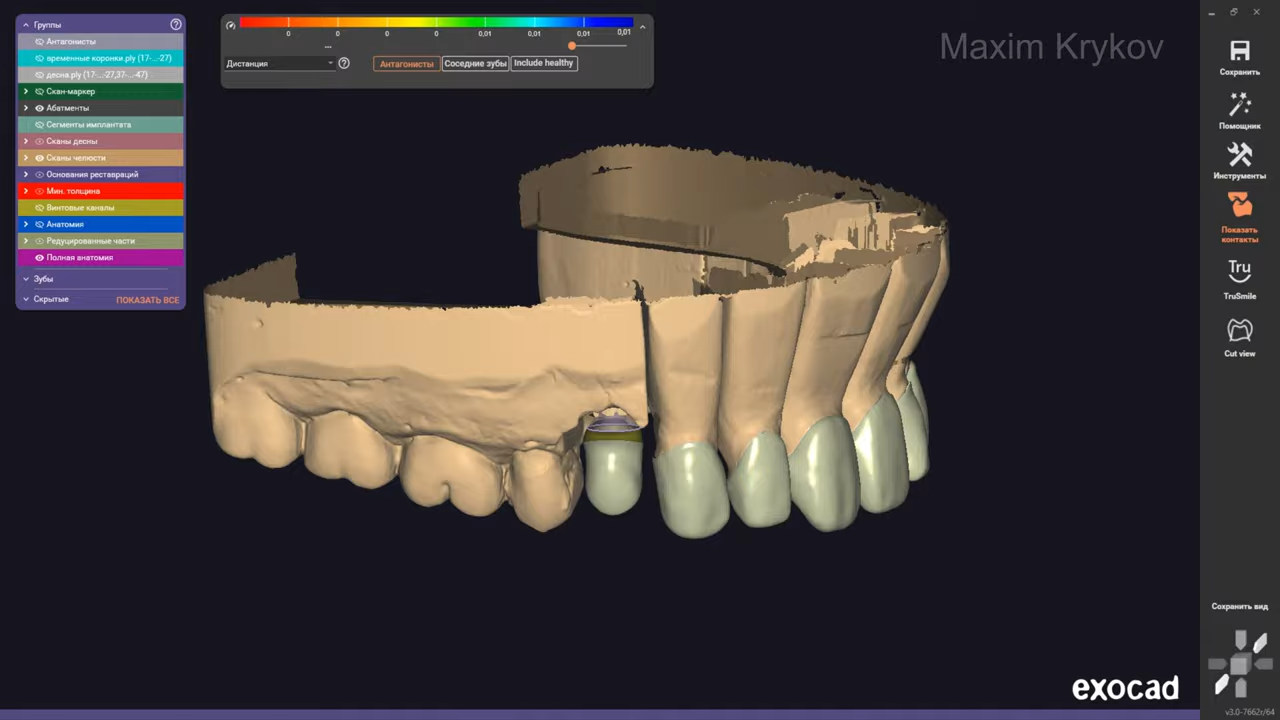 Группы
Антагонисты
временные коронки.ply (17-...-27)
десна.ply (17-...-27,37-...-47)
Скан-маркер
Абатменты
Сегменты имплантата
Сканы десны
Сканы челюсти
Основания реставраций
Мин. толщина
Винтовые каналы
Анатомия
Редуцированные части
Полная анатомия
Зубы
Скрытые ПОКАЗАТЬ ВСЕ
0 0 0 0 0,01 0,01 0,01 0,01
...
Дистанция
Антагонисты Соседние зубы Include healthy
Maxim Krykov
Сохранить
Помощник
Инструменты
Показать
контакты
Tru
TruSmile
Cut view
Сохранить вид
exocad
v3.0-7662r/64